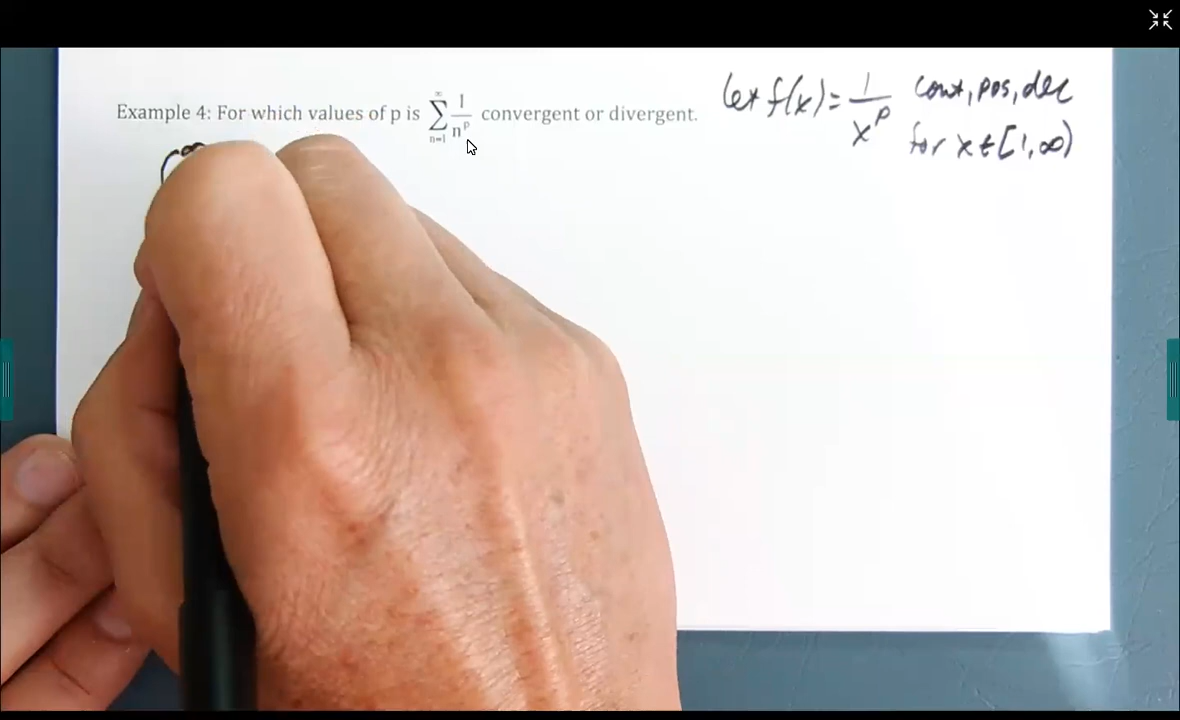 Example 4: For which values of p is ∑_{n=1}^{∞} 1/n^p convergent or divergent.
let f(x) = 1/x^p cont, pos, dec
for x ∈ [1, ∞)
∫ ∞